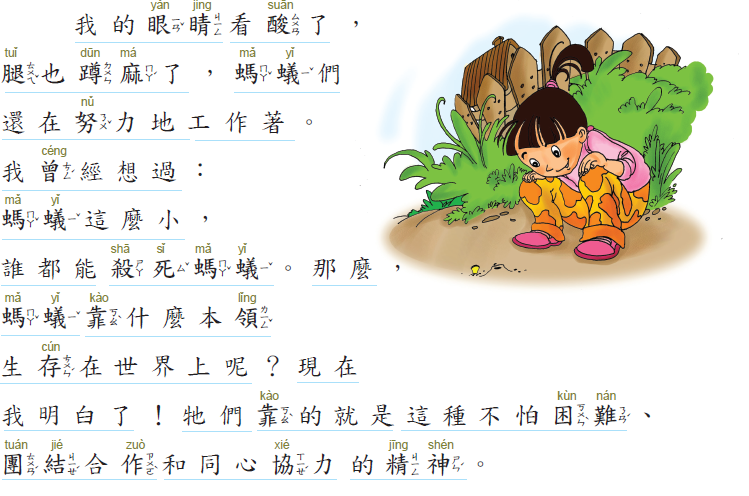 yǎn jīng suān
我的眼睛看酸了，
tuǐ dūn má mǎ yǐ
腿也蹲麻了，螞蟻們
nǔ
還在努力地工作著。
céng
我曾經想過：
mǎ yǐ
螞蟻這麼小，
shā sǐ mǎ yǐ
誰都能殺死螞蟻。那麼，
mǎ yǐ kào lǐng
螞蟻靠什麼本領
cún
生存在世界上呢？現在
kào kùn nán
我明白了！牠們靠的就是這種不怕困難、
tuán jié zuò xié jīng shén
團結合作和同心協力的精神。